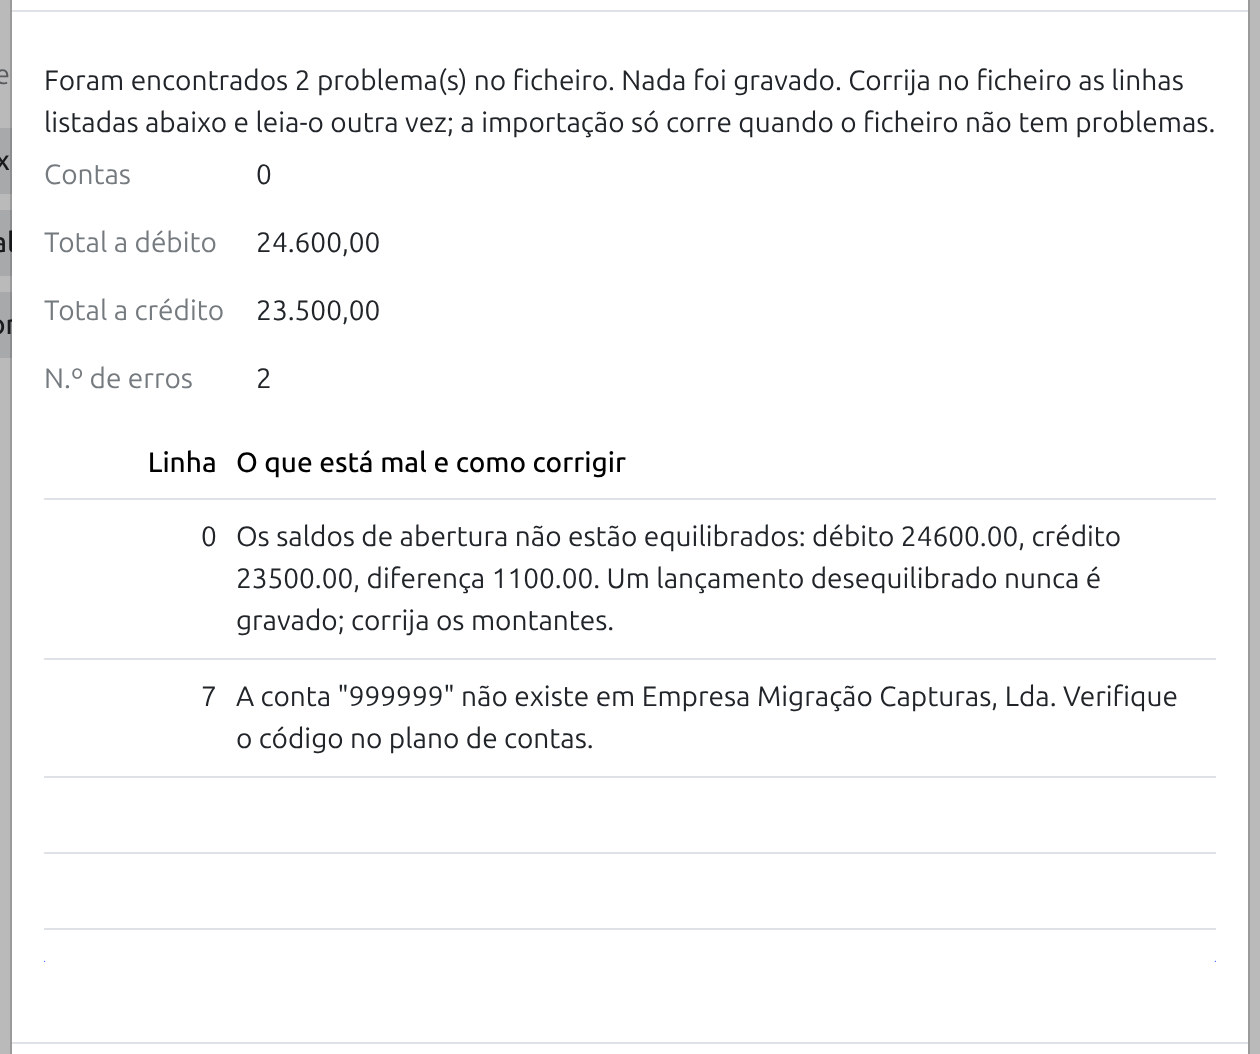 Foram encontrados 2 problema(s) no ficheiro. Nada foi gravado. Corrija no ficheiro as linhas
listadas abaixo e leia-o outra vez; a importação só corre quando o ficheiro não tem problemas.
Contas 0
Total a débito 24.600,00
Total a crédito 23.500,00
N.º de erros 2
Linha O que está mal e como corrigir
0 Os saldos de abertura não estão equilibrados: débito 24600.00, crédito
23500.00, diferença 1100.00. Um lançamento desequilibrado nunca é
gravado; corrija os montantes.
7 A conta "999999" não existe em Empresa Migração Capturas, Lda. Verifique
o código no plano de contas.